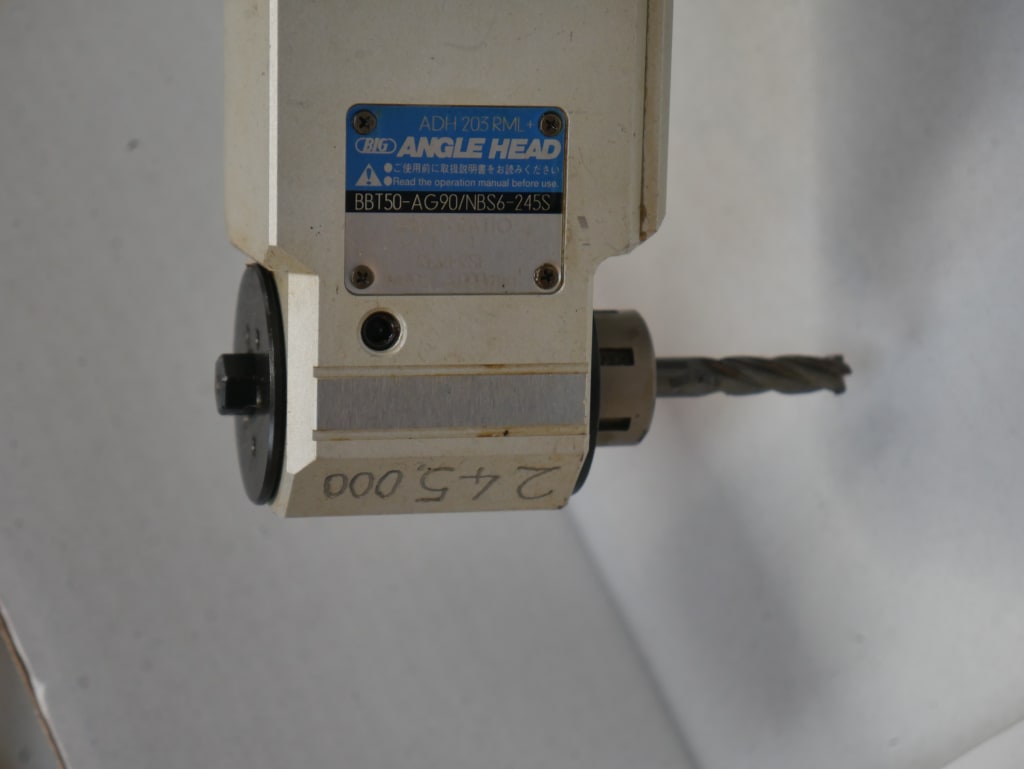 ADH 203 RML+
BIG ANGLE HEAD
●ご使用前に取扱説明書をお読みください
●Read the operation manual before use.
BBT50-AG90/NBS6-245S
245.000